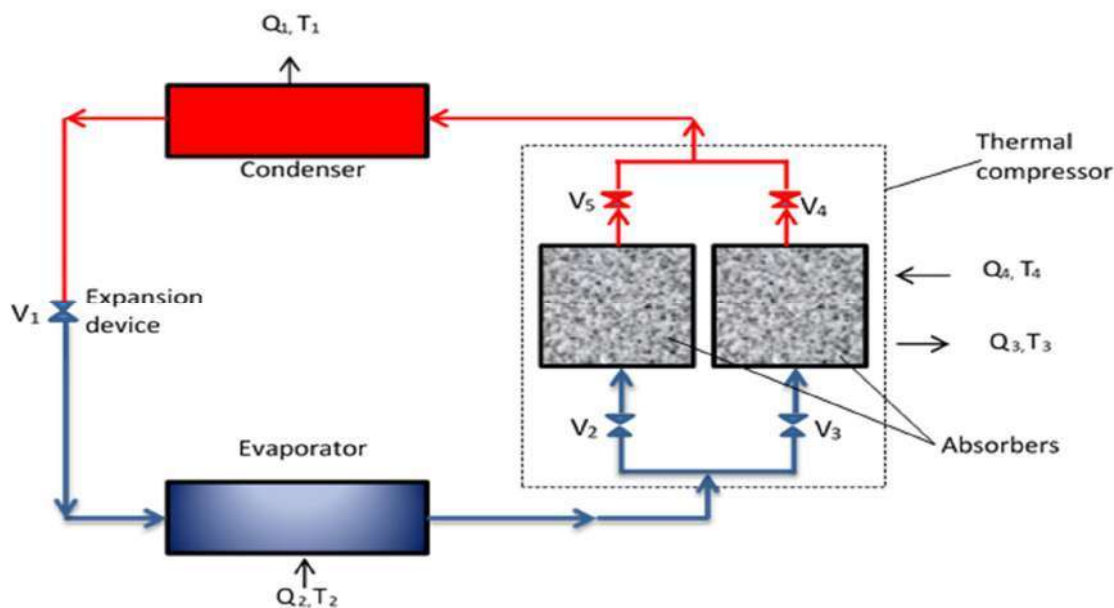 Q₁, T₁
Condenser
Thermal
compressor
V₅
V₄
Q₄, T₄
V₁
Expansion
device
Q₃,T₃
V₂
V₃
Absorbers
Evaporator
Q₂,T₂